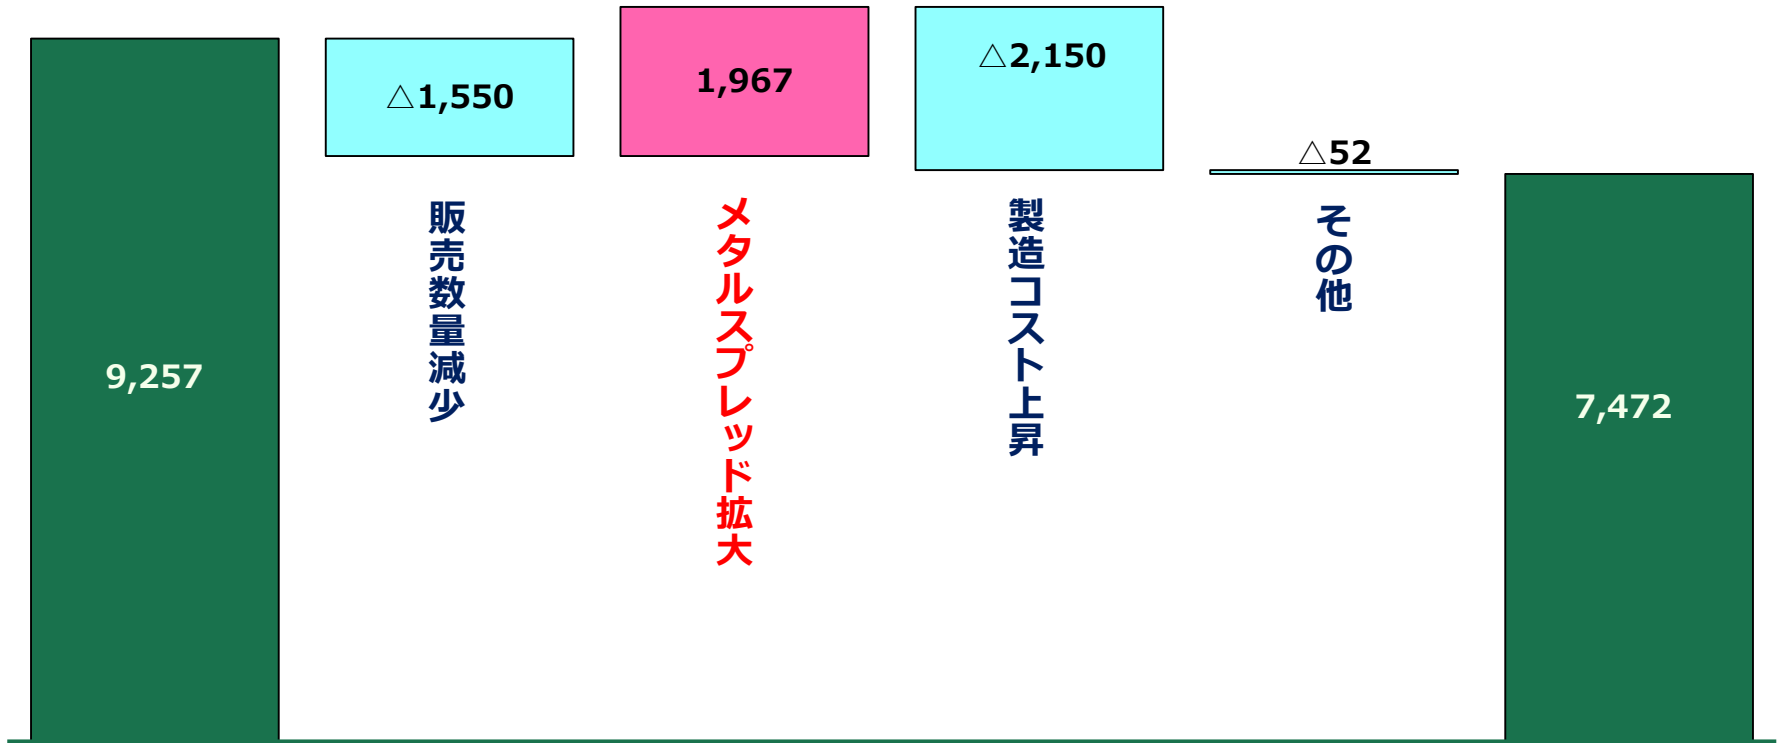 9,257
△1,550
販売数量減少
1,967
メタルスプレッド拡大
△2,150
製造コスト上昇
△52
その他
7,472